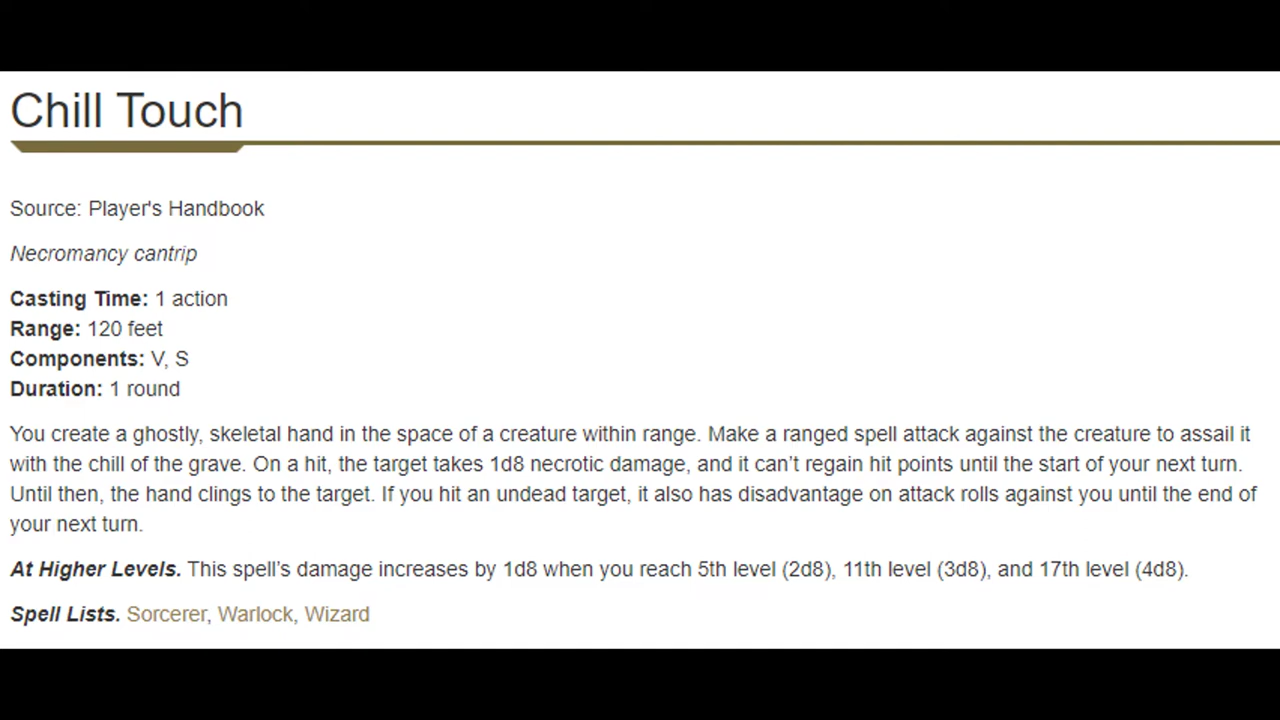 Chill Touch
Source: Player's Handbook
Necromancy cantrip
Casting Time: 1 action
Range: 120 feet
Components: V, S
Duration: 1 round
You create a ghostly, skeletal hand in the space of a creature within range. Make a ranged spell attack against the creature to assail it
with the chill of the grave. On a hit, the target takes 1d8 necrotic damage, and it can’t regain hit points until the start of your next turn.
Until then, the hand clings to the target. If you hit an undead target, it also has disadvantage on attack rolls against you until the end of
your next turn.
At Higher Levels. This spell’s damage increases by 1d8 when you reach 5th level (2d8), 11th level (3d8), and 17th level (4d8).
Spell Lists. Sorcerer, Warlock, Wizard